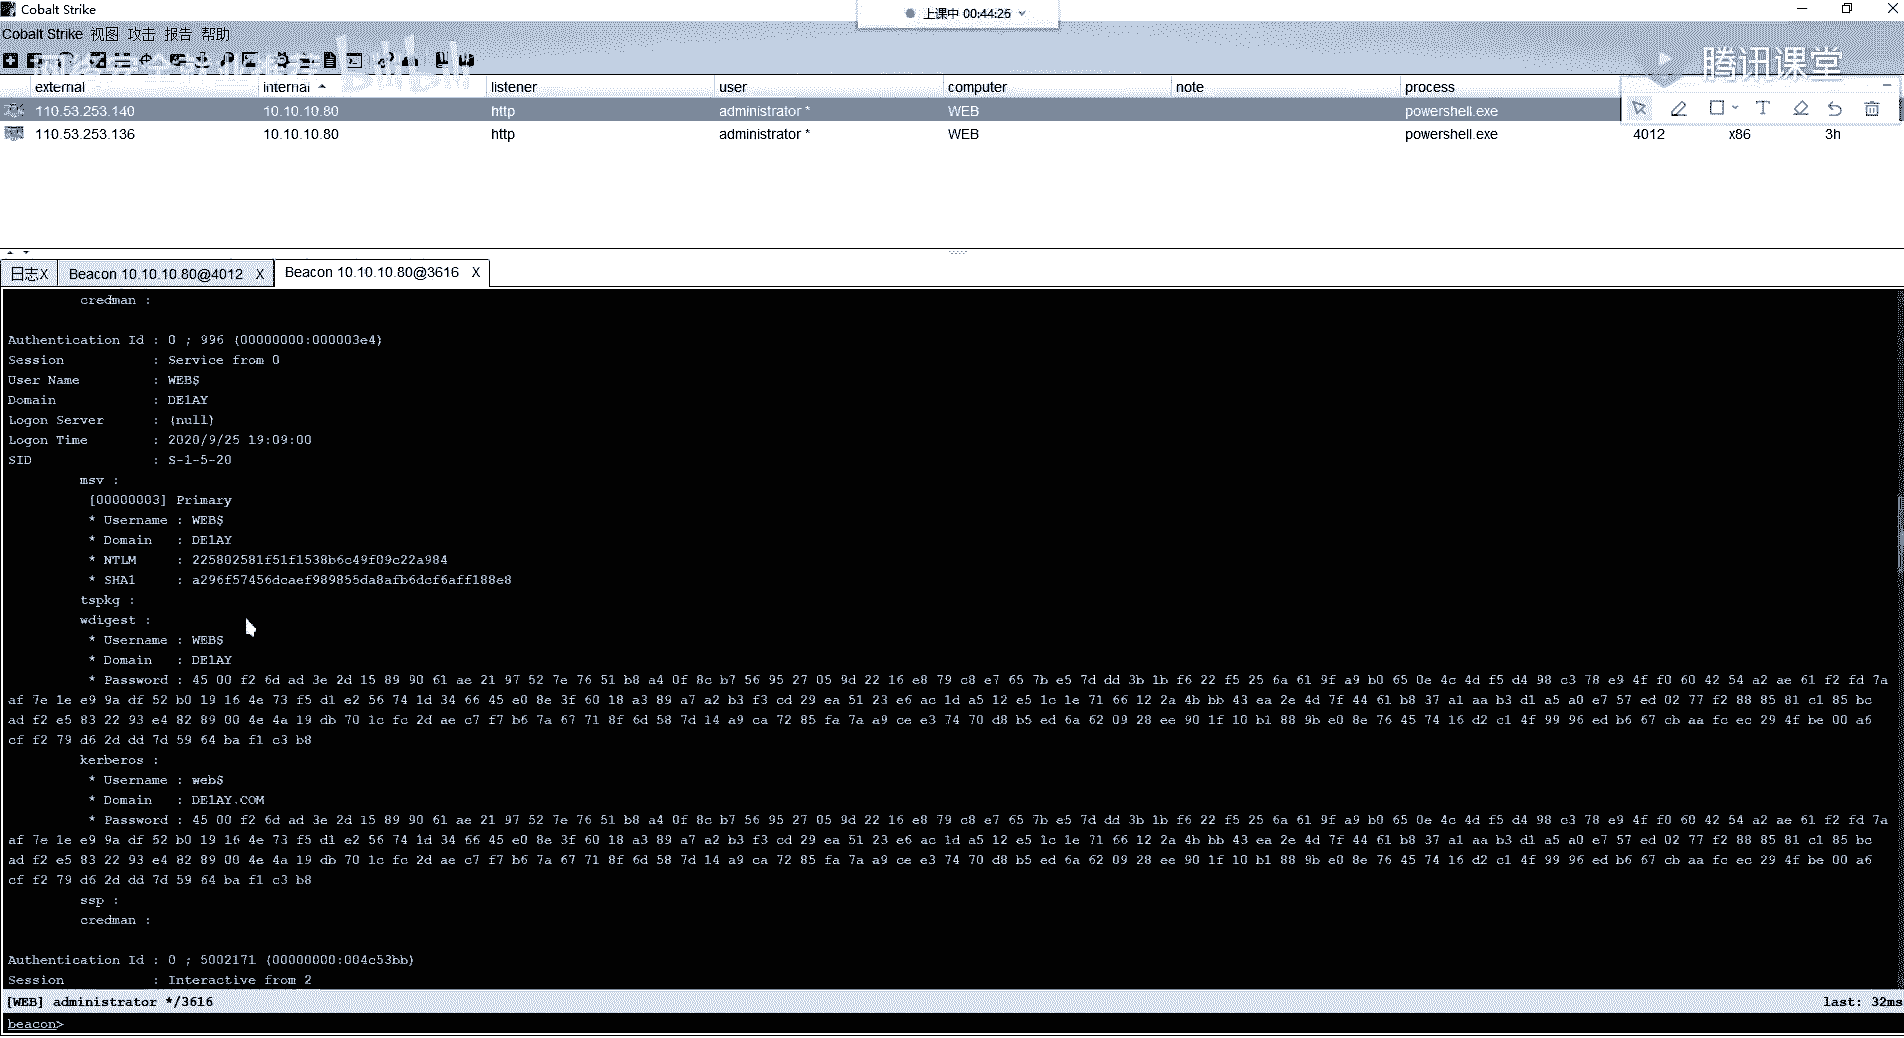 Cobalt Strike
上课中 00:44:26
Cobalt Strike 视图 攻击 报告 帮助
腾讯课堂
external internal listener user computer note process
110.53.253.140 10.10.10.80 http administrator * WEB powershell.exe
110.53.253.136 10.10.10.80 http administrator * WEB powershell.exe 4012 x86 3h
日志X Beacon 10.10.10.80@4012 X Beacon 10.10.10.80@3616 X
credman :
Authentication Id : 0 ; 996 (00000000:000003e4)
Session : Service from 0
User Name : WEB$
Domain : DE1AY
Logon Server : (null)
Logon Time : 2020/9/25 19:09:00
SID : S-1-5-20
msv :
[00000003] Primary
* Username : WEB$
* Domain : DE1AY
* NTLM : 225802581f51f1538b6c49f09c22a984
* SHA1 : a296f57456dcaef989855da8afb6dcf6aff188e8
tspkg :
wdigest :
* Username : WEB$
* Domain : DE1AY
* Password : 45 00 f2 6d ad 3e 2d 15 89 90 61 ae 21 97 52 7e 76 51 b8 a4 0f 8c b7 56 95 27 05 9d 22 16 e8 79 c8 e7 65 7b e5 7d dd 3b 1b f6 22 f5 25 6a 61 9f a9 b0 65 0e 4c 4d f5 d4 98 c3 78 e9 4f f0 60 42 54 a2 ae 61 f2 fd 7a
af 7e 1e e9 9a df 52 b0 19 16 4e 73 f5 d1 e2 56 74 1d 34 66 45 e0 8e 3f 60 18 a3 89 a7 a2 b3 f3 cd 29 ea 51 23 e6 ac 1d a5 12 e5 1c 1e 71 66 12 2a 4b bb 43 ea 2e 4d 7f 44 61 b8 37 a1 aa b3 d1 a5 a0 e7 57 ed 02 77 f2 88 85 81 c1 85 bc
ad f2 e5 83 22 93 e4 82 89 00 4e 4a 19 db 70 1c fc 2d ae c7 f7 b6 7a 67 71 8f 6d 58 7d 14 a9 ca 72 85 fa 7a a9 ce e3 74 70 d8 b5 ed 6a 62 09 28 ee 90 1f 10 b1 88 9b e0 8e 76 45 74 16 d2 c1 4f 99 96 ed b6 67 cb aa fc ec 29 4f be 00 a6
cf f2 79 d6 2d dd 7d 59 64 ba f1 c3 b8
kerberos :
* Username : web$
* Domain : DE1AY.COM
* Password : 45 00 f2 6d ad 3e 2d 15 89 90 61 ae 21 97 52 7e 76 51 b8 a4 0f 8c b7 56 95 27 05 9d 22 16 e8 79 c8 e7 65 7b e5 7d dd 3b 1b f6 22 f5 25 6a 61 9f a9 b0 65 0e 4c 4d f5 d4 98 c3 78 e9 4f f0 60 42 54 a2 ae 61 f2 fd 7a
af 7e 1e e9 9a df 52 b0 19 16 4e 73 f5 d1 e2 56 74 1d 34 66 45 e0 8e 3f 60 18 a3 89 a7 a2 b3 f3 cd 29 ea 51 23 e6 ac 1d a5 12 e5 1c 1e 71 66 12 2a 4b bb 43 ea 2e 4d 7f 44 61 b8 37 a1 aa b3 d1 a5 a0 e7 57 ed 02 77 f2 88 85 81 c1 85 bc
ad f2 e5 83 22 93 e4 82 89 00 4e 4a 19 db 70 1c fc 2d ae c7 f7 b6 7a 67 71 8f 6d 58 7d 14 a9 ca 72 85 fa 7a a9 ce e3 74 70 d8 b5 ed 6a 62 09 28 ee 90 1f 10 b1 88 9b e0 8e 76 45 74 16 d2 c1 4f 99 96 ed b6 67 cb aa fc ec 29 4f be 00 a6
cf f2 79 d6 2d dd 7d 59 64 ba f1 c3 b8
ssp :
credman :
Authentication Id : 0 ; 5002171 (00000000:004c53bb)
Session : Interactive from 2
[WEB] administrator */3616 last: 32ms
beacon>